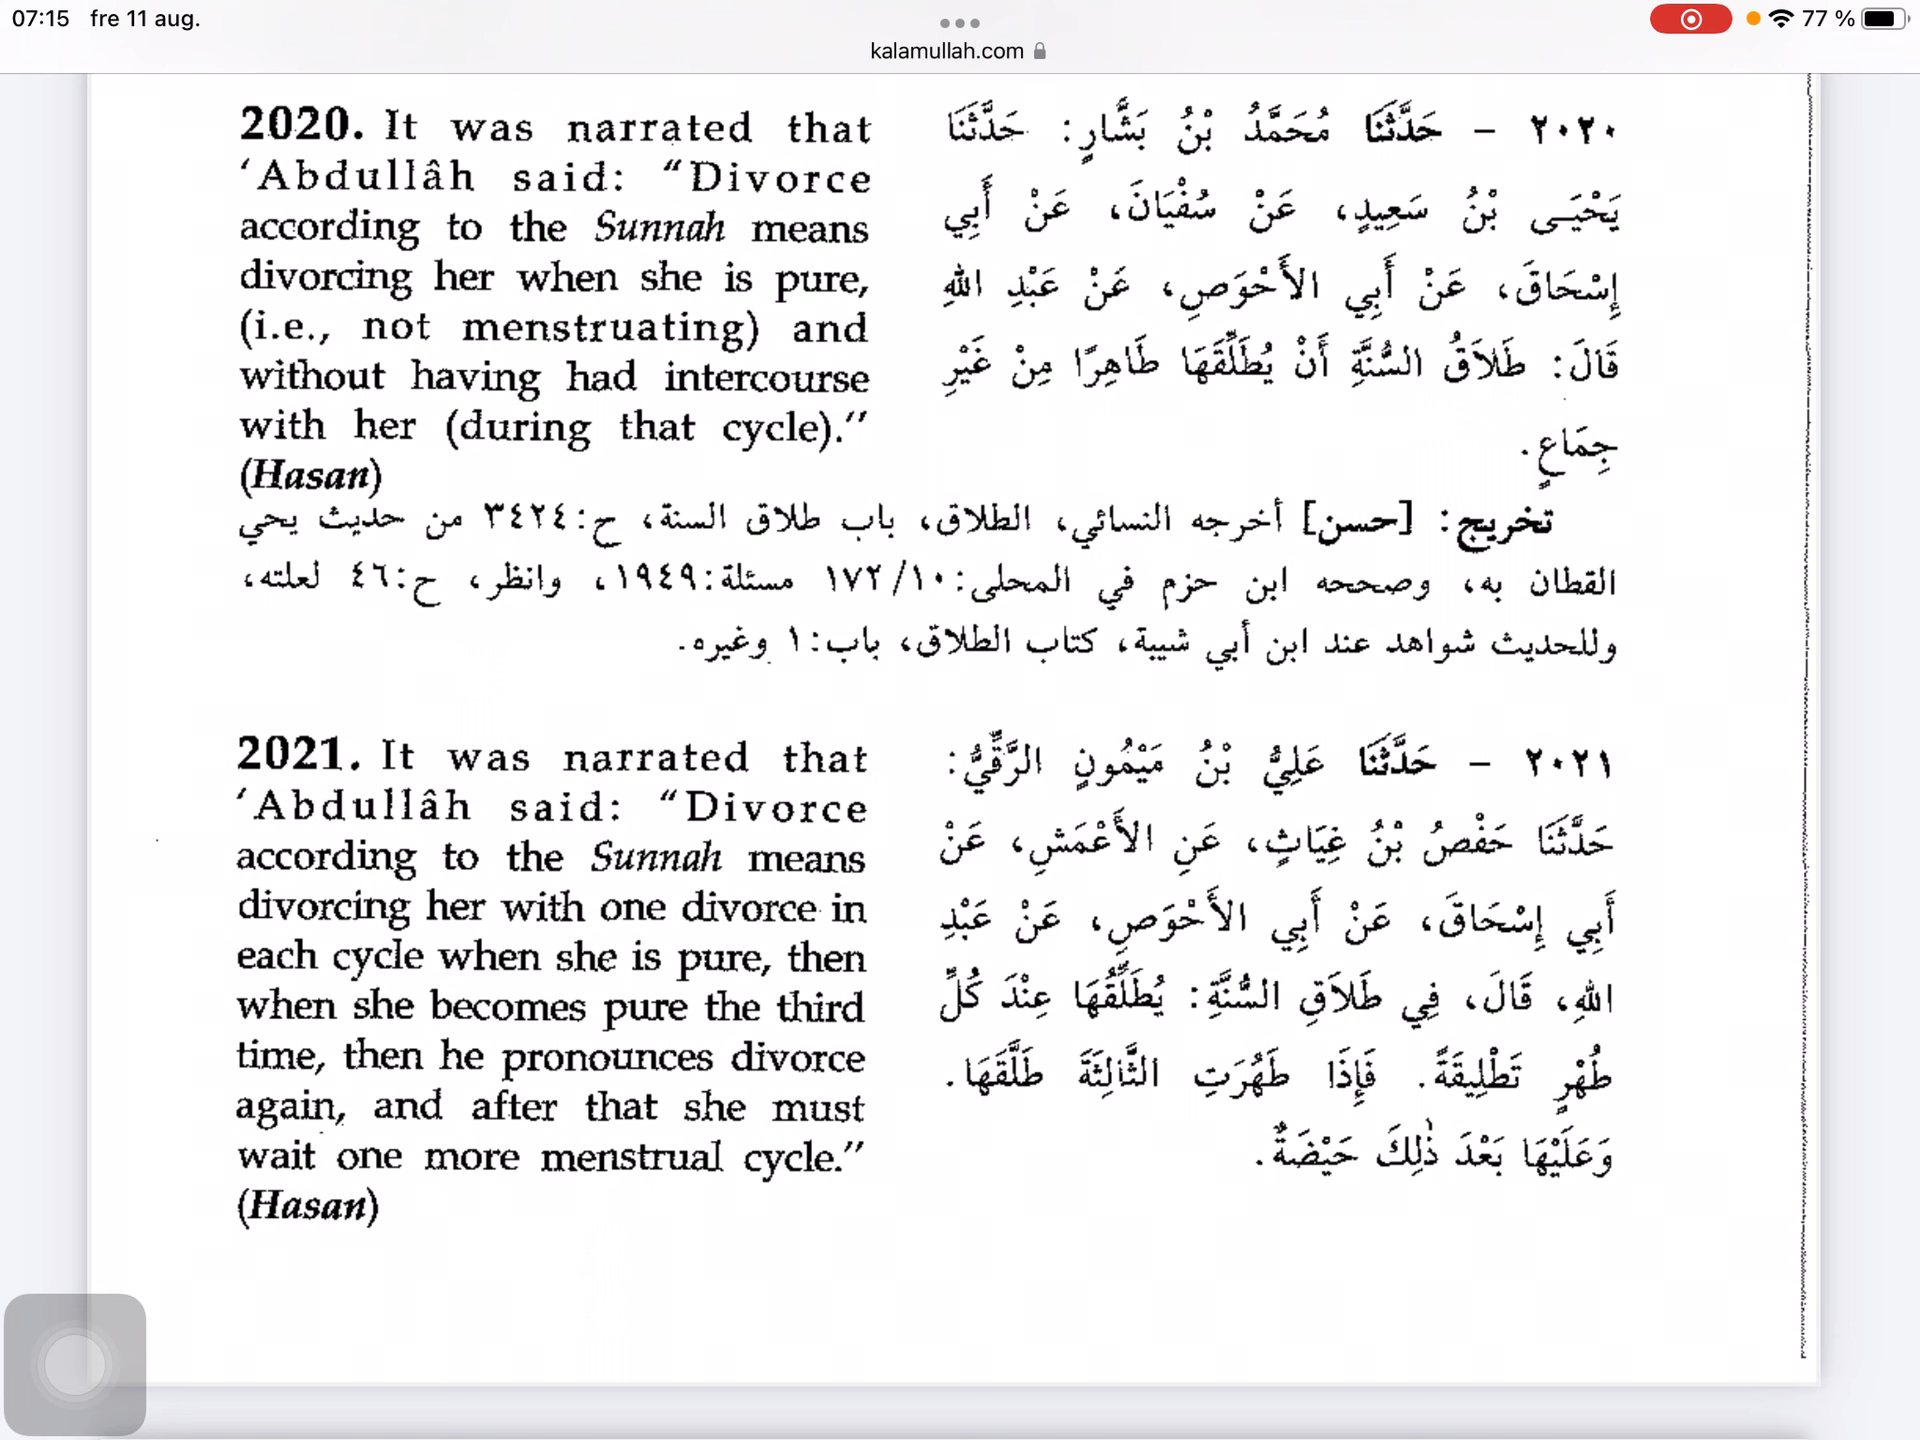 07:15 fre 11 aug.
77 %
kalamullah.com
2020. It was narrated that
‘Abdullâh said: “Divorce
according to the Sunnah means
divorcing her when she is pure,
(i.e., not menstruating) and
without having had intercourse
with her (during that cycle).”
(Hasan)
٢٠٢٠ - حَدَّثَنَا مُحَمَّدُ بْنُ بَشَّارٍ: حَدَّثَنَا
يَحْيَـى بْنُ سَعِيدٍ، عَنْ سُفْيَانَ، عَنْ أَبِي
إِسْحَاقَ، عَنْ أَبِي الأَحْوَصِ، عَنْ عَبْدِ اللهِ
قَالَ: طَلاَقُ السُّنَّةِ أَنْ يُطَلِّقَهَا طَاهِرًا مِنْ غَيْرِ
جِمَاعٍ.
تخريج: [حسن] أخرجه النسائي، الطلاق، باب طلاق السنة، ح:٣٤٢٤ من حديث يحي
القطان به، وصححه ابن حزم في المحلى:١٧٢/١٠ مسئلة:١٩٤٩، وانظر، ح:٤٦ لعلته،
وللحديث شواهد عند ابن أبي شيبة، كتاب الطلاق، باب:١ وغيره.
2021. It was narrated that
‘Abdullâh said: “Divorce
according to the Sunnah means
divorcing her with one divorce in
each cycle when she is pure, then
when she becomes pure the third
time, then he pronounces divorce
again, and after that she must
wait one more menstrual cycle.”
(Hasan)
٢٠٢١ - حَدَّثَنَا عَلِيُّ بْنُ مَيْمُونٍ الرَّقِّيُّ:
حَدَّثَنَا حَفْصُ بْنُ غِيَاثٍ، عَنِ الأَعْمَشِ، عَنْ
أَبِي إِسْحَاقَ، عَنْ أَبِي الأَحْوَصِ، عَنْ عَبْدِ
اللهِ، قَالَ، فِي طَلاَقِ السُّنَّةِ: يُطَلِّقُهَا عِنْدَ كُلِّ
طُهْرٍ تَطْلِيقَةً. فَإِذَا طَهُرَتِ الثَّالِثَةَ طَلَّقَهَا.
وَعَلَيْهَا بَعْدَ ذٰلِكَ حَيْضَةٌ.